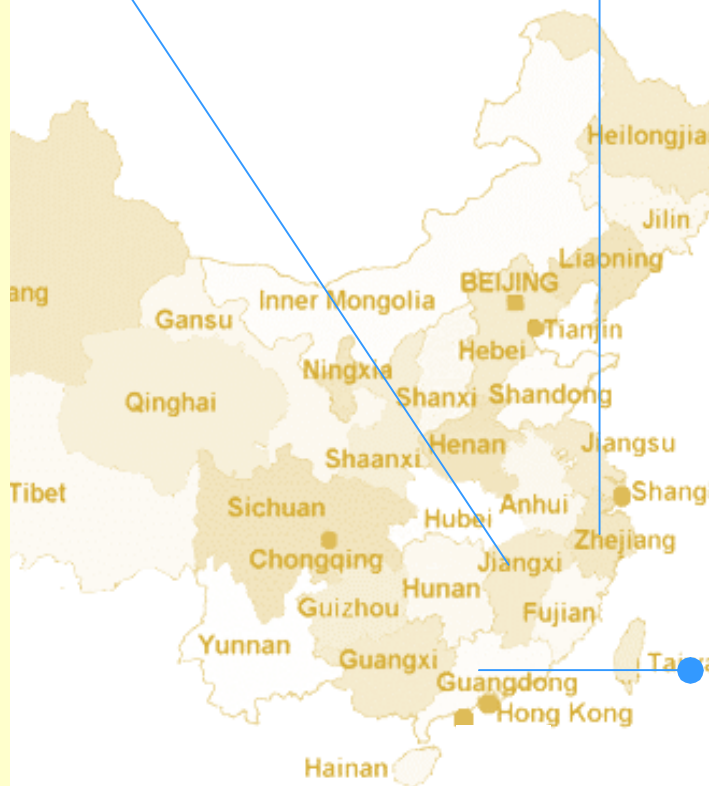 Heilongjia
Jilin
Liaoning
BEIJING
ang
Inner Mongolia
Gansu
Tianjin
Hebei
Ningxia
Shanxi
Shandong
Qinghai
Henan
Jiangsu
Shaanxi
Tibet
Shang
Sichuan
Anhui
Hubei
Zhejiang
Chongqing
Jiangxi
Hunan
Guizhou
Fujian
Yunnan
Guangxi
Guangdong
Hong Kong
Hainan